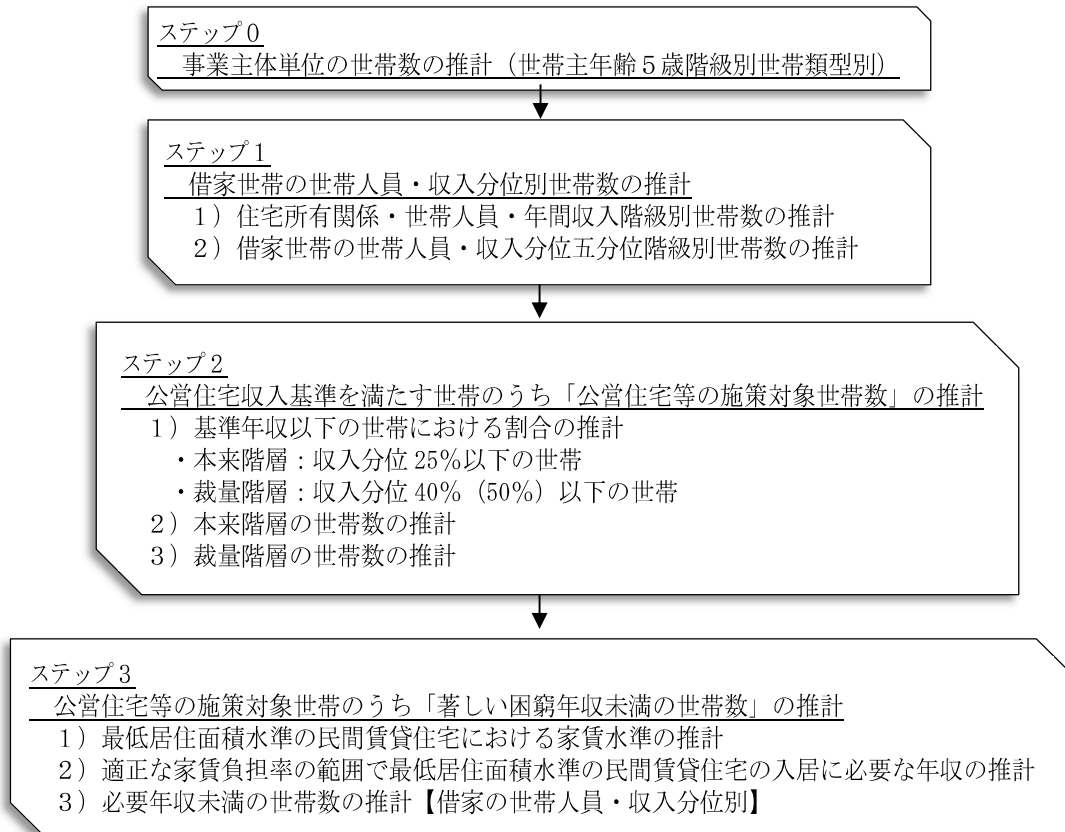 ステップ０
事業主体単位の世帯数の推計（世帯主年齢５歳階級別世帯類型別）
ステップ１
借家世帯の世帯人員・収入分位別世帯数の推計
１）住宅所有関係・世帯人員・年間収入階級別世帯数の推計
２）借家世帯の世帯人員・収入分位五分位階級別世帯数の推計
ステップ２
公営住宅収入基準を満たす世帯のうち「公営住宅等の施策対象世帯数」の推計
１）基準年収以下の世帯における割合の推計
・本来階層：収入分位 25％以下の世帯
・裁量階層：収入分位 40％（50％）以下の世帯
２）本来階層の世帯数の推計
３）裁量階層の世帯数の推計
ステップ３
公営住宅等の施策対象世帯のうち「著しい困窮年収未満の世帯数」の推計
１）最低居住面積水準の民間賃貸住宅における家賃水準の推計
２）適正な家賃負担率の範囲で最低居住面積水準の民間賃貸住宅の入居に必要な年収の推計
３）必要年収未満の世帯数の推計【借家の世帯人員・収入分位別】